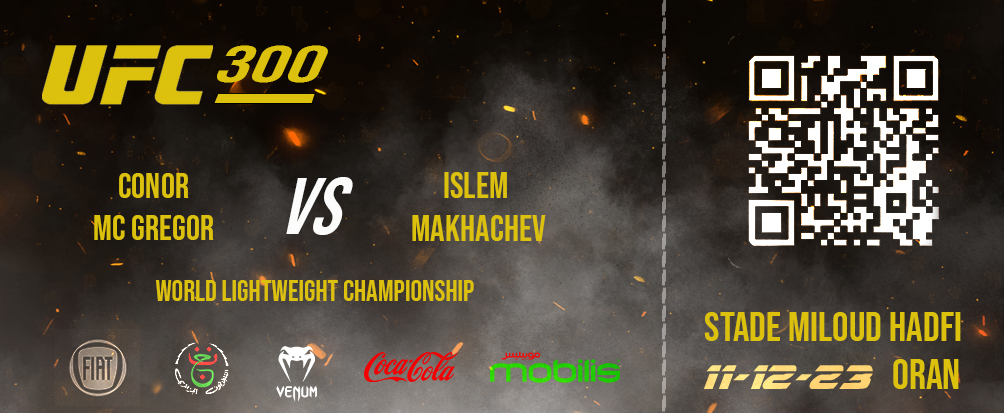 UFC 300
CONOR
MC GREGOR
VS
ISLEM
MAKHACHEV
WORLD LIGHTWEIGHT CHAMPIONSHIP
FIAT
VENUM
Coca-Cola
موبيليس
mobilis
STADE MILOUD HADFI
11-12-23 ORAN